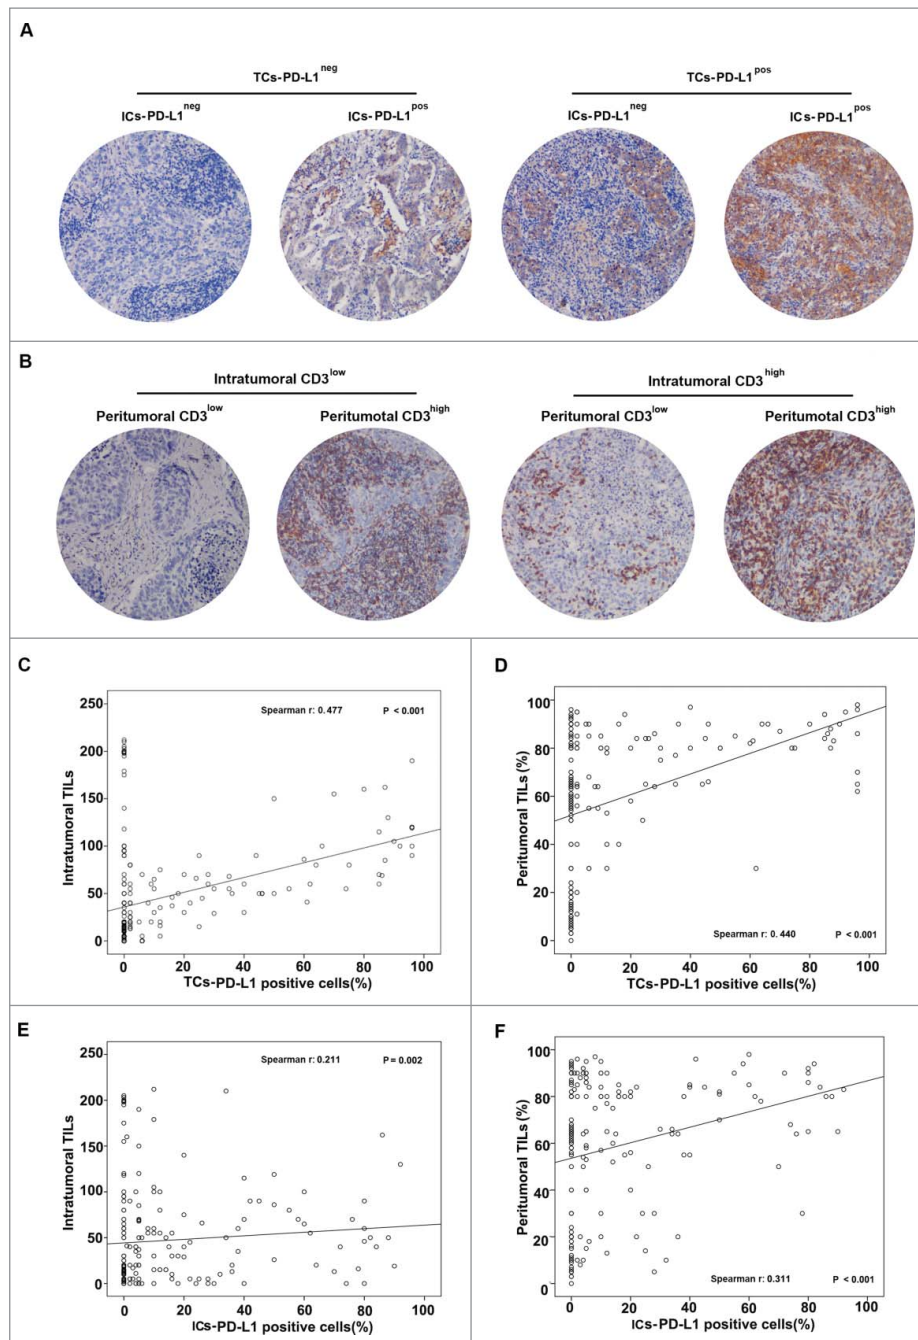 A
TCs-PD-L1neg
TCs-PD-L1pos
ICs-PD-L1neg
ICs-PD-L1pos
ICs-PD-L1neg
ICs-PD-L1pos
B
Intratumoral CD3low
Intratumoral CD3high
Peritumoral CD3low
Peritumotal CD3high
Peritumoral CD3low
Peritumotal CD3high
C
Spearman r: 0.477 P < 0.001
Intratumoral TILs
250
200
150
100
50
0
0 20 40 60 80 100
TCs-PD-L1 positive cells(%)
D
Peritumoral TILs (%)
100
80
60
40
20
0
Spearman r: 0.440 P < 0.001
0 20 40 60 80 100
TCs-PD-L1 positive cells(%)
E
Spearman r:0.211 P = 0.002
Intratumoral TILs
250
200
150
100
50
0
0 20 40 60 80 100
ICs-PD-L1 positive cells(%)
F
Peritumoral TILs (%)
100
80
60
40
20
0
Spearman r:0.311 P < 0.001
0 20 40 60 80 100
ICs-PD-L1 positive cells(%)